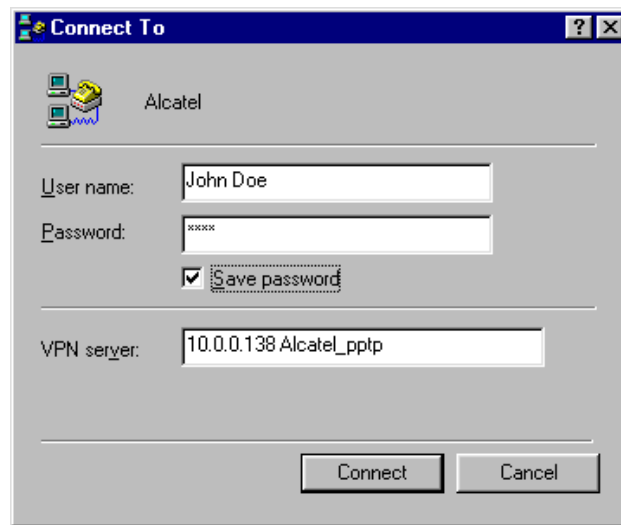 Connect To
Alcatel
User name: John Doe
Password: ××××
Save password
VPN server: 10.0.0.138 Alcatel_pptp
Connect Cancel